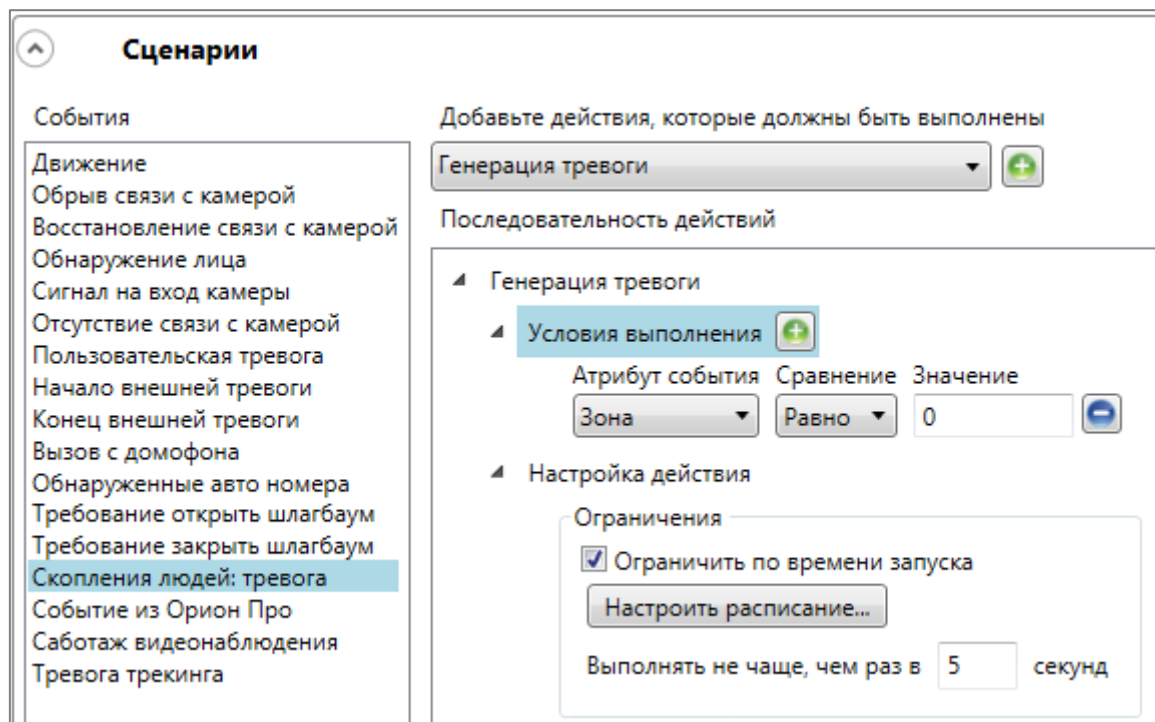 Сценарии
События
Движение
Обрыв связи с камерой
Восстановление связи с камерой
Обнаружение лица
Сигнал на вход камеры
Отсутствие связи с камерой
Пользовательская тревога
Начало внешней тревоги
Конец внешней тревоги
Вызов с домофона
Обнаруженные авто номера
Требование открыть шлагбаум
Требование закрыть шлагбаум
Скопления людей: тревога
Событие из Орион Про
Саботаж видеонаблюдения
Тревога трекинга
Добавьте действия, которые должны быть выполнены
Генерация тревоги
Последовательность действий
Генерация тревоги
Условия выполнения
Атрибут события Сравнение Значение
Зона Равно 0
Настройка действия
Ограничения
Ограничить по времени запуска
Настроить расписание...
Выполнять не чаще, чем раз в 5 секунд